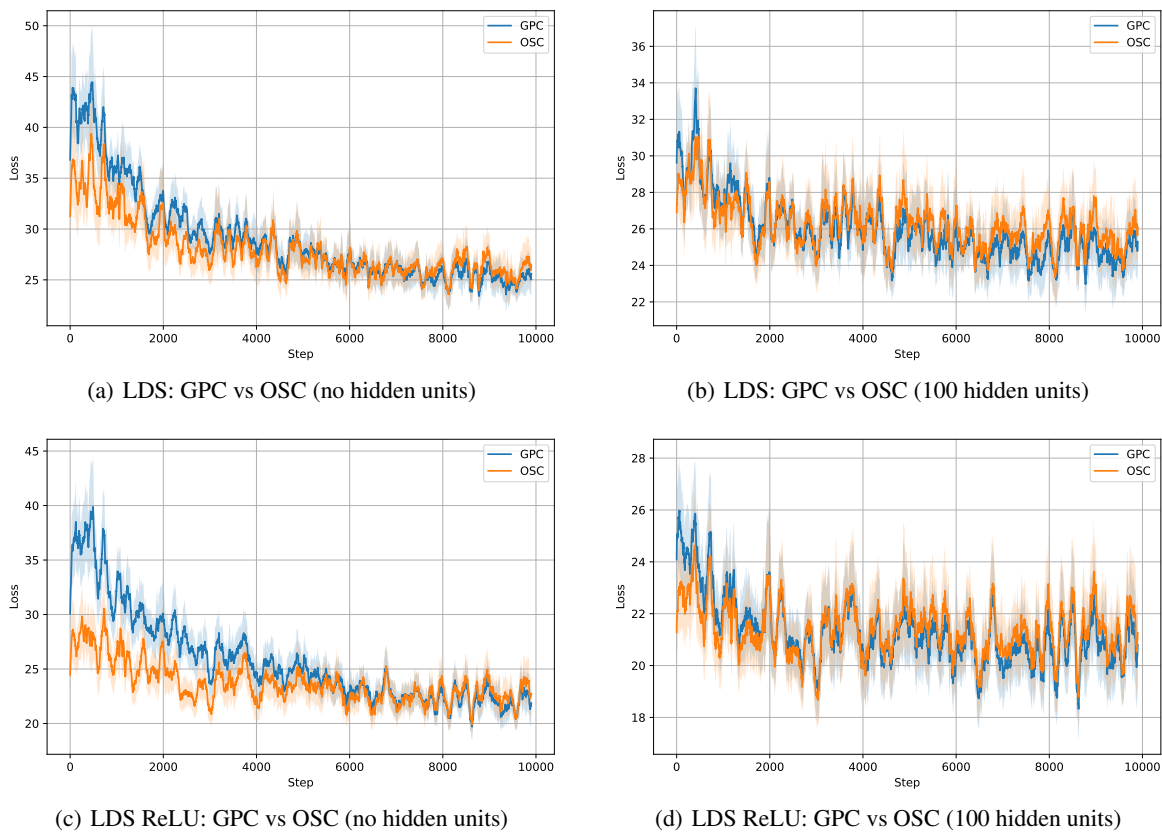 50
45
40
35
30
25
Loss
0
2000
4000
6000
8000
10000
Step
GPC
OSC
(a) LDS: GPC vs OSC (no hidden units)
36
34
32
30
28
26
24
22
Loss
0
2000
4000
6000
8000
10000
Step
GPC
OSC
(b) LDS: GPC vs OSC (100 hidden units)
45
40
35
30
25
20
Loss
0
2000
4000
6000
8000
10000
Step
GPC
OSC
(c) LDS ReLU: GPC vs OSC (no hidden units)
28
26
24
22
20
18
Loss
0
2000
4000
6000
8000
10000
Step
GPC
OSC
(d) LDS ReLU: GPC vs OSC (100 hidden units)